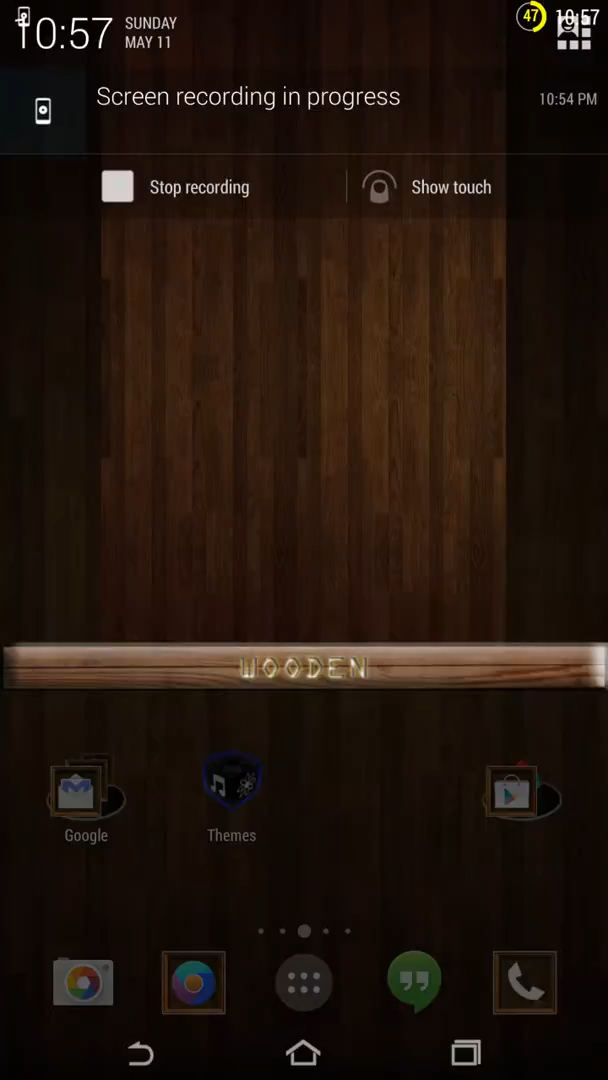 10:57
SUNDAY
MAY 11
47
10:57
Screen recording in progress
10:54 PM
Stop recording
Show touch
WOODEN
Google
Themes